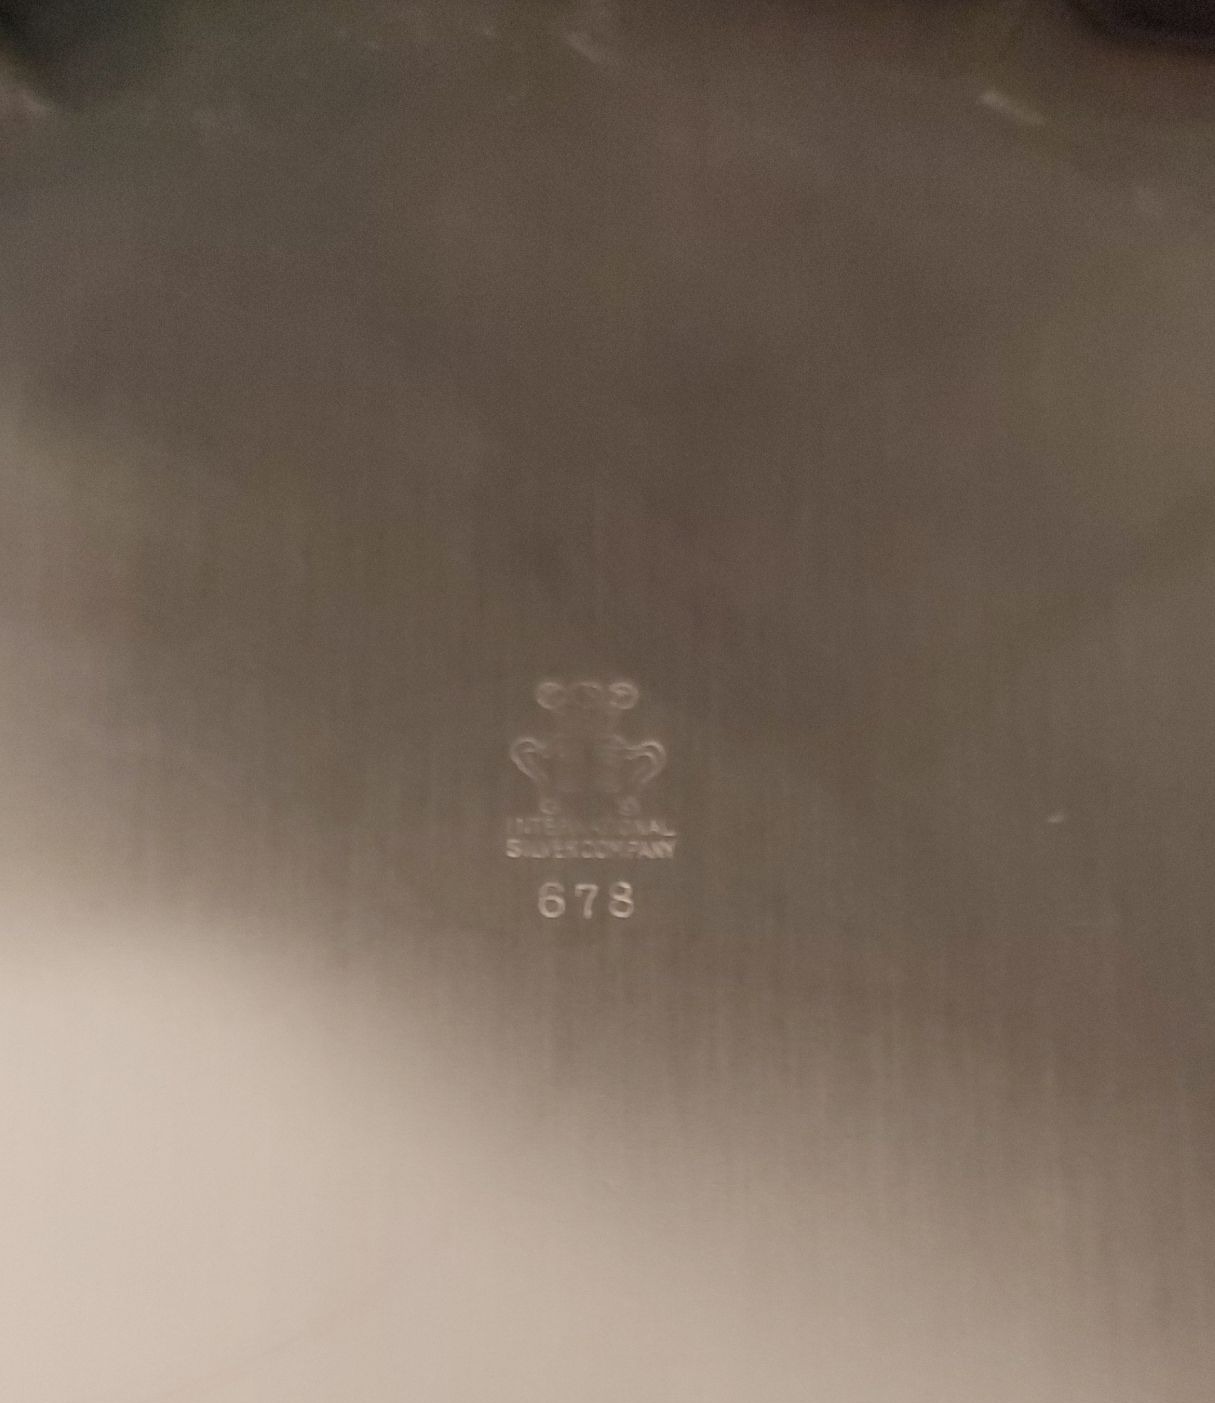 INTERNATIONAL
SILVER COMPANY
678